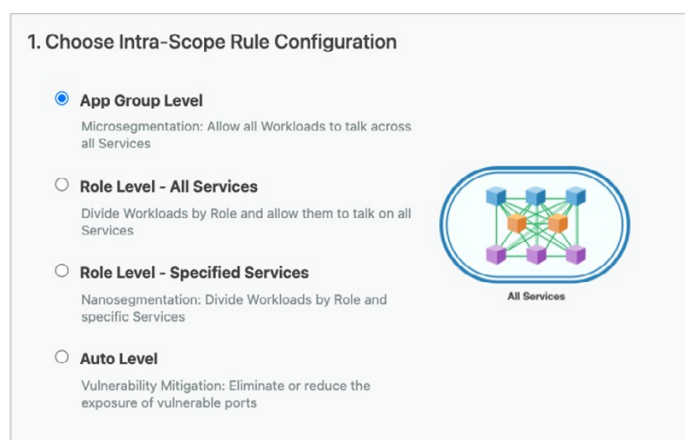 1. Choose Intra-Scope Rule Configuration
App Group Level
Microsegmentation: Allow all Workloads to talk across
all Services
Role Level - All Services
Divide Workloads by Role and allow them to talk on all
Services
Role Level - Specified Services
Nanosegmentation: Divide Workloads by Role and
specific Services
Auto Level
Vulnerability Mitigation: Eliminate or reduce the
exposure of vulnerable ports
All Services